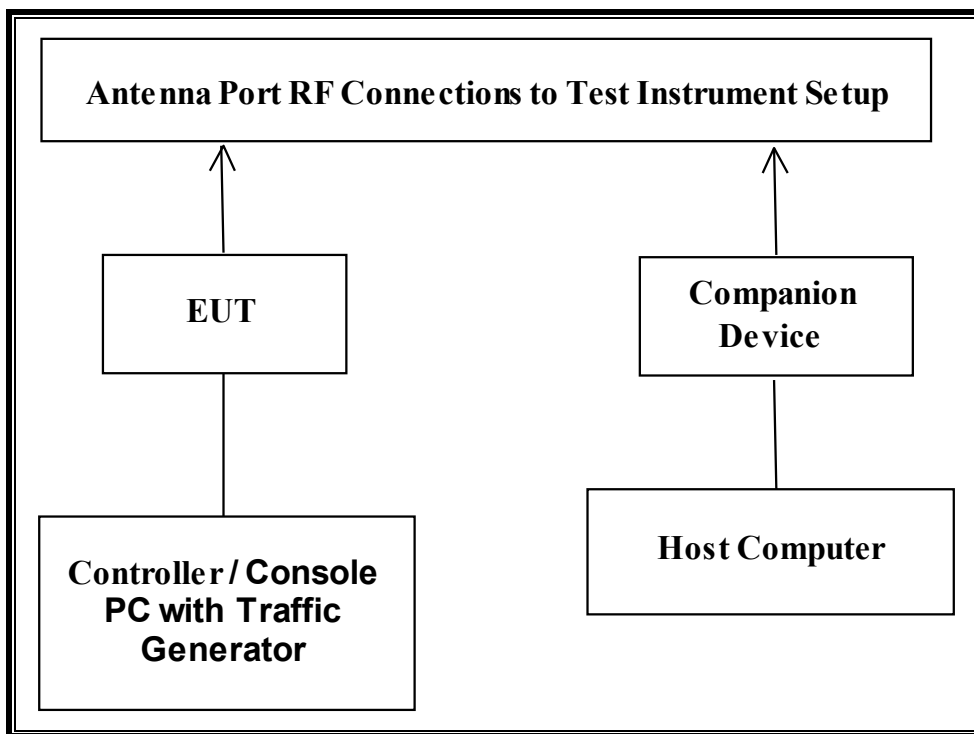 Antenna Port RF Connections to Test Instrument Setup
EUT
Companion
Device
Controller / Console
PC with Traffic
Generator
Host Computer